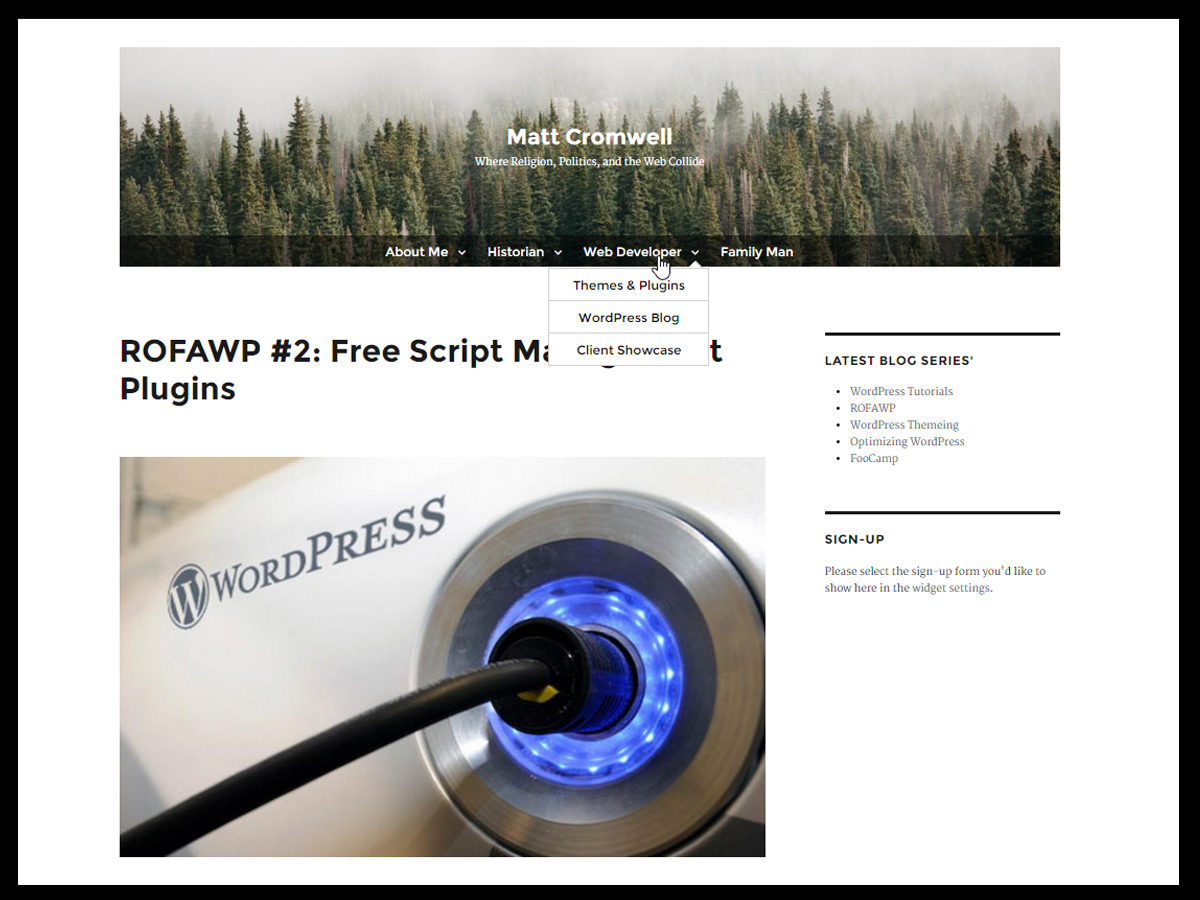 Matt Cromwell
Where Religion, Politics, and the Web Collide
About Me Historian Web Developer Family Man
Themes & Plugins
WordPress Blog
Client Showcase
ROFAWP #2: Free Script Ma t
Plugins
WORDPRESS
LATEST BLOG SERIES'
WordPress Tutorials
ROFAWP
WordPress Themeing
Optimizing WordPress
FooCamp
SIGN-UP
Please select the sign-up form you'd like to
show here in the widget settings.